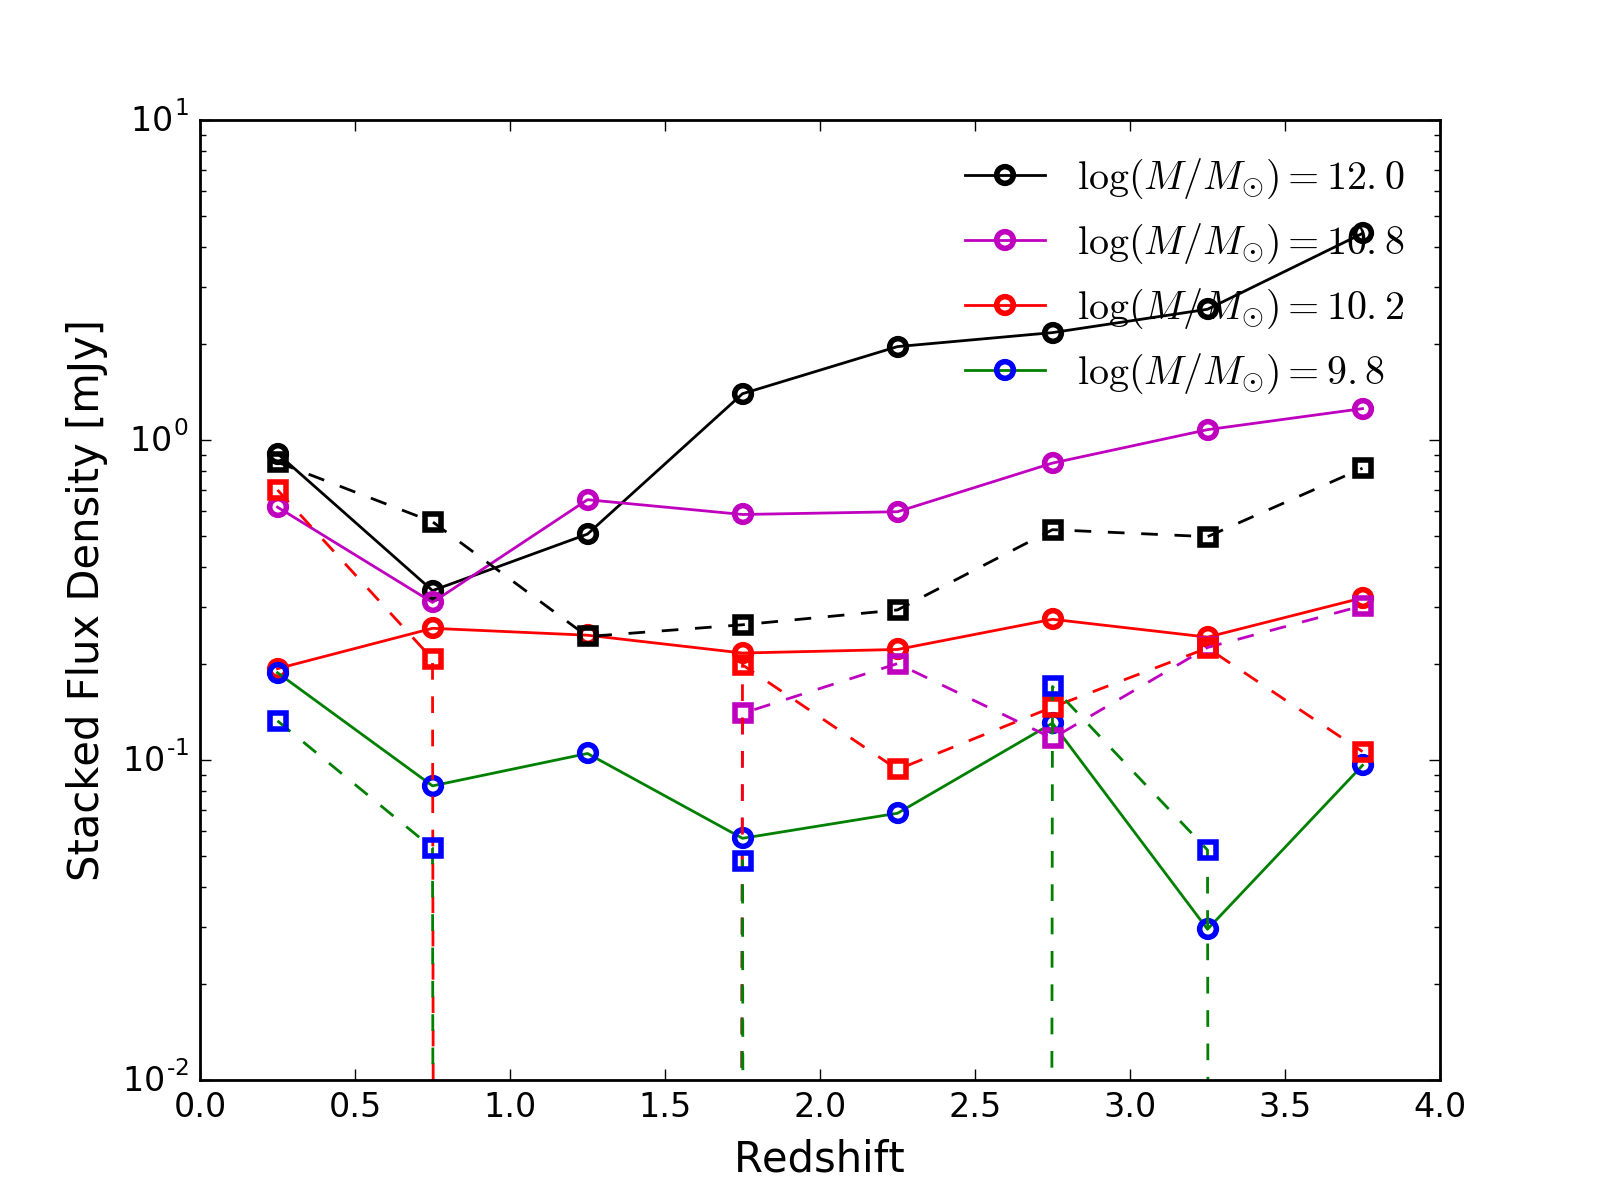 10^1
10^0
10^-1
10^-2
Stacked Flux Density [mJy]
log(M/M⊙) = 12.0
log(M/M⊙) = 10.8
log(M/M⊙) = 10.2
log(M/M⊙) = 9.8
0.0 0.5 1.0 1.5 2.0 2.5 3.0 3.5 4.0
Redshift